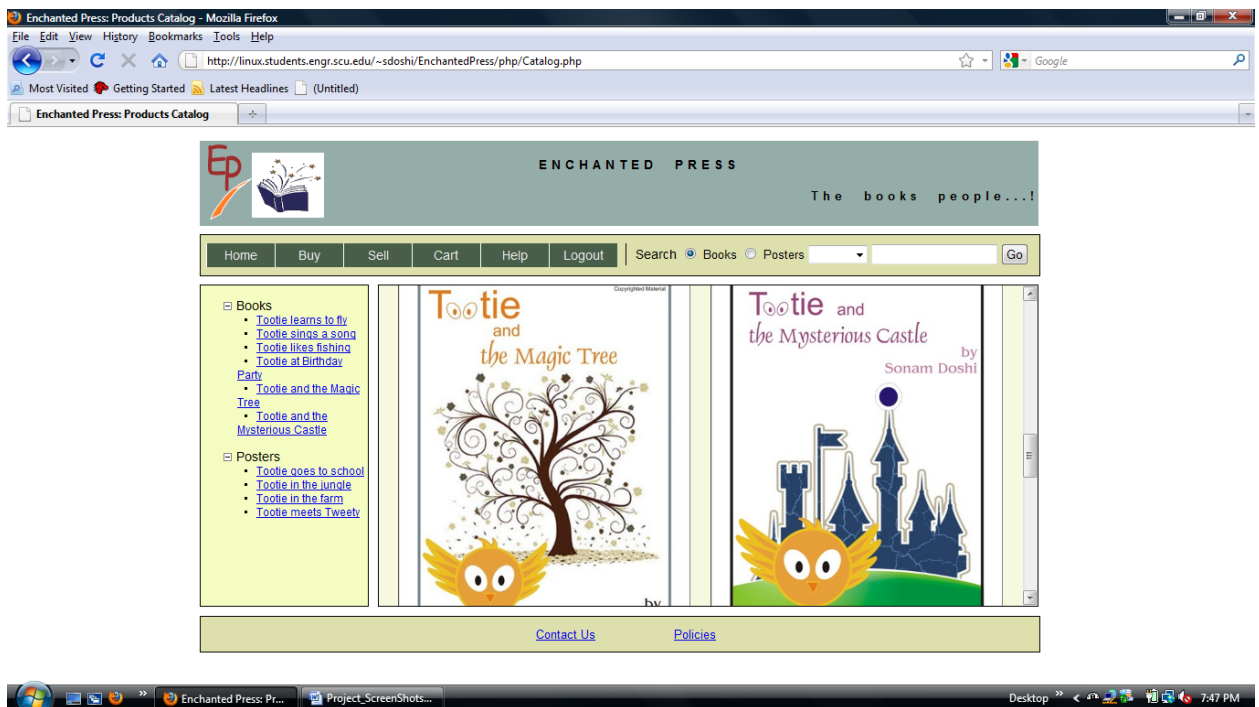 Enchanted Press: Products Catalog - Mozilla Firefox
File Edit View History Bookmarks Tools Help
http://linux.students.engr.scu.edu/~sdoshi/EnchantedPress/php/Catalog.php
Google
Most Visited Getting Started Latest Headlines (Untitled)
Enchanted Press: Products Catalog
Ep
ENCHANTED PRESS
The books people...!
Home Buy Sell Cart Help Logout Search Books Posters Go
Books
Tootie learns to fly
Tootie sings a song
Tootie likes fishing
Tootie at Birthday
Party
Tootie and the Magic
Tree
Tootie and the
Mysterious Castle
Posters
Tootie goes to school
Tootie in the jungle
Tootie in the farm
Tootie meets Tweety
Copyrighted Material
Tootie
and
the Magic Tree
by
Tootie and
the Mysterious Castle
by
Sonam Doshi
Contact Us Policies
Enchanted Press: Pr... Project_ScreenShots... Desktop 7:47 PM